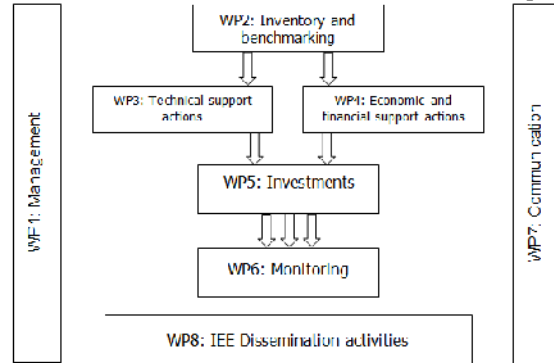 WP1: Management
WP2: Inventory and
benchmarking
WP3: Technical support
actions
WP4: Economic and
financial support actions
WP5: Investments
WP6: Monitoring
WP7: Communication
WP8: IEE Dissemination activities